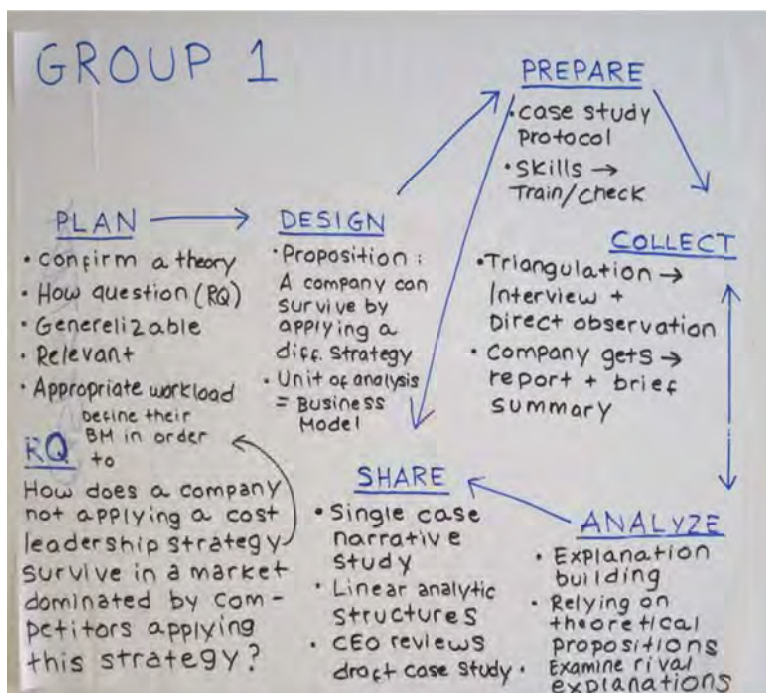 GROUP 1
PLAN
• confirm a theory
• How question (RQ)
• Generelizable
• Relevant
• Appropriate workload
define their
BM in order
to
RQ
How does a company
not applying a cost
leadership strategy
survive in a market
dominated by com-
petitors applying
this strategy?
DESIGN
• Proposition:
A company can
survive by
applying a
diff. strategy
• Unit of analysis
= Business
Model
PREPARE
• case study
protocol
• Skills →
Train/check
COLLECT
• Triangulation →
Interview +
Direct observation
• Company gets →
report + brief
summary
ANALYZE
• Explanation
building
• Relying on
theoretical
propositions
• Examine rival
explanations
SHARE
• Single case
narrative
study
• Linear analytic
structures
• CEO reviews
draft case study